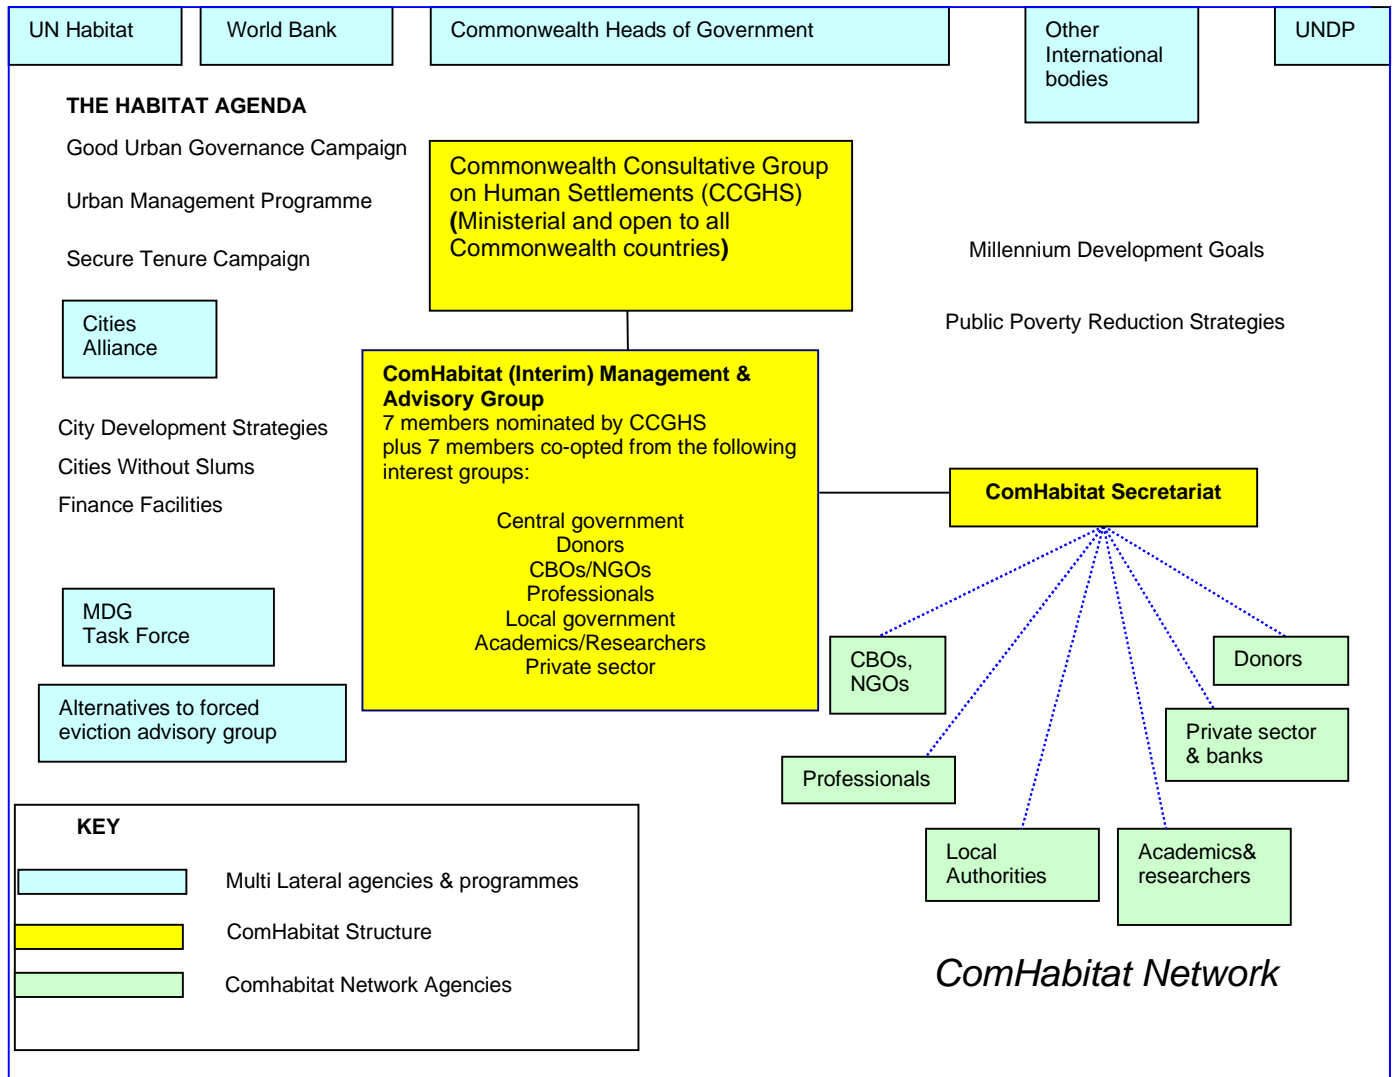 UN Habitat
World Bank
Commonwealth Heads of Government
Other
International
bodies
UNDP
THE HABITAT AGENDA
Good Urban Governance Campaign
Urban Management Programme
Secure Tenure Campaign
Commonwealth Consultative Group
on Human Settlements (CCGHS)
(Ministerial and open to all
Commonwealth countries)
Millennium Development Goals
Public Poverty Reduction Strategies
Cities
Alliance
City Development Strategies
Cities Without Slums
Finance Facilities
ComHabitat (Interim) Management &
Advisory Group
7 members nominated by CCGHS
plus 7 members co-opted from the following
interest groups:
Central government
Donors
CBOs/NGOs
Professionals
Local government
Academics/Researchers
Private sector
ComHabitat Secretariat
MDG
Task Force
Alternatives to forced
eviction advisory group
CBOs,
NGOs
Donors
Private sector
& banks
Professionals
Local
Authorities
Academics&
researchers
ComHabitat Network
KEY
Multi Lateral agencies & programmes
ComHabitat Structure
Comhabitat Network Agencies